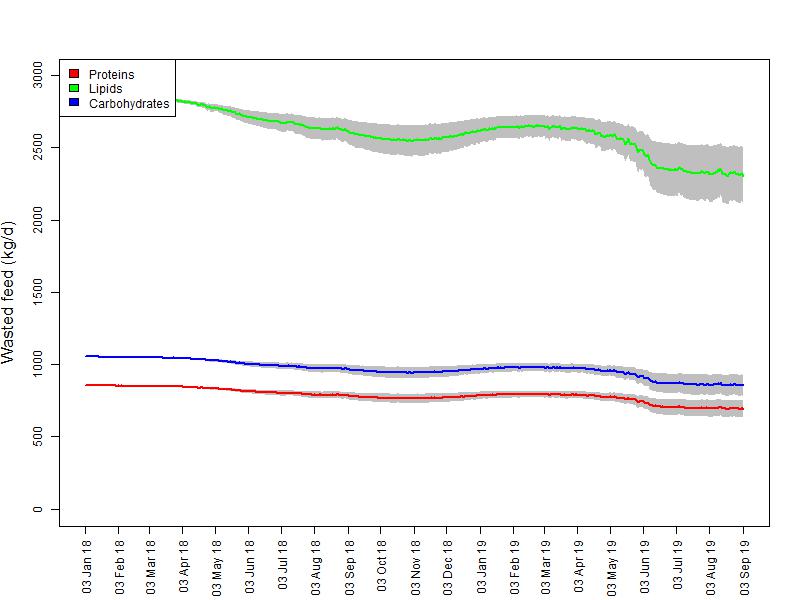 Proteins
Lipids
Carbohydrates
Wasted feed (kg/d)
3000
2500
2000
1500
1000
500
0
03 Jan 18
03 Feb 18
03 Mar 18
03 Apr 18
03 May 18
03 Jun 18
03 Jul 18
03 Aug 18
03 Sep 18
03 Oct 18
03 Nov 18
03 Dec 18
03 Jan 19
03 Feb 19
03 Mar 19
03 Apr 19
03 May 19
03 Jun 19
03 Jul 19
03 Aug 19
03 Sep 19